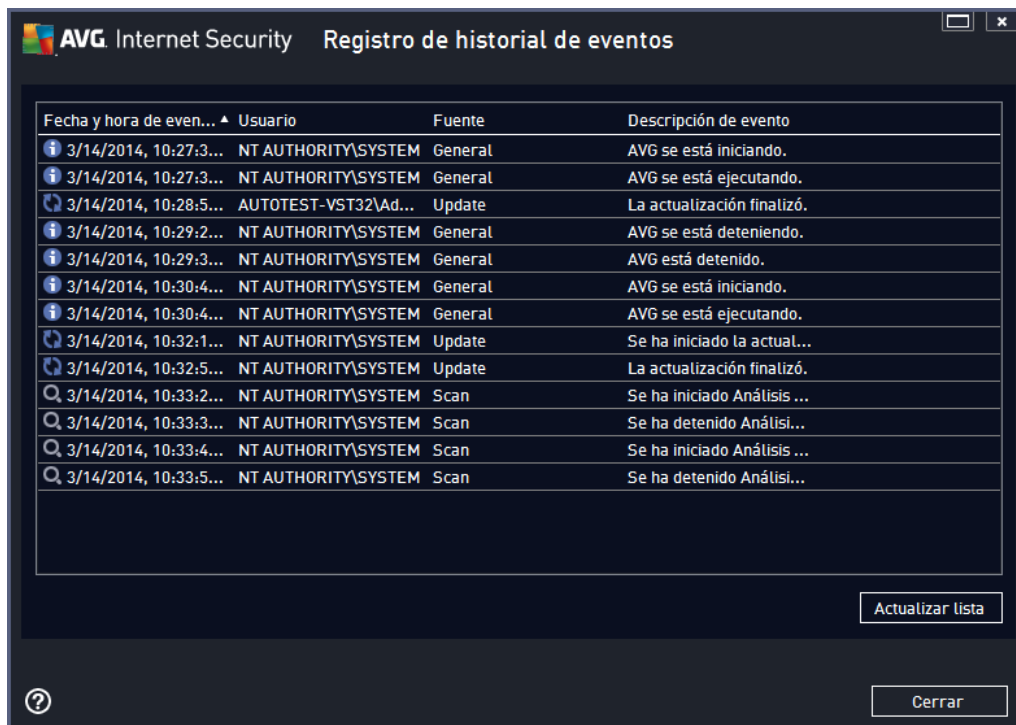 AVG. Internet Security Registro de historial de eventos
Fecha y hora de even... Usuario Fuente Descripción de evento
3/14/2014, 10:27:3... NT AUTHORITY\SYSTEM General AVG se está iniciando.
3/14/2014, 10:27:3... NT AUTHORITY\SYSTEM General AVG se está ejecutando.
3/14/2014, 10:28:5... AUTOTEST-VST32\Ad... Update La actualización finalizó.
3/14/2014, 10:29:2... NT AUTHORITY\SYSTEM General AVG se está deteniendo.
3/14/2014, 10:29:3... NT AUTHORITY\SYSTEM General AVG está detenido.
3/14/2014, 10:30:4... NT AUTHORITY\SYSTEM General AVG se está iniciando.
3/14/2014, 10:30:4... NT AUTHORITY\SYSTEM General AVG se está ejecutando.
3/14/2014, 10:32:1... NT AUTHORITY\SYSTEM Update Se ha iniciado la actual...
3/14/2014, 10:32:5... NT AUTHORITY\SYSTEM Update La actualización finalizó.
3/14/2014, 10:33:2... NT AUTHORITY\SYSTEM Scan Se ha iniciado Análisis ...
3/14/2014, 10:33:3... NT AUTHORITY\SYSTEM Scan Se ha detenido Análisi...
3/14/2014, 10:33:4... NT AUTHORITY\SYSTEM Scan Se ha iniciado Análisis ...
3/14/2014, 10:33:5... NT AUTHORITY\SYSTEM Scan Se ha detenido Análisi...
Actualizar lista
Cerrar